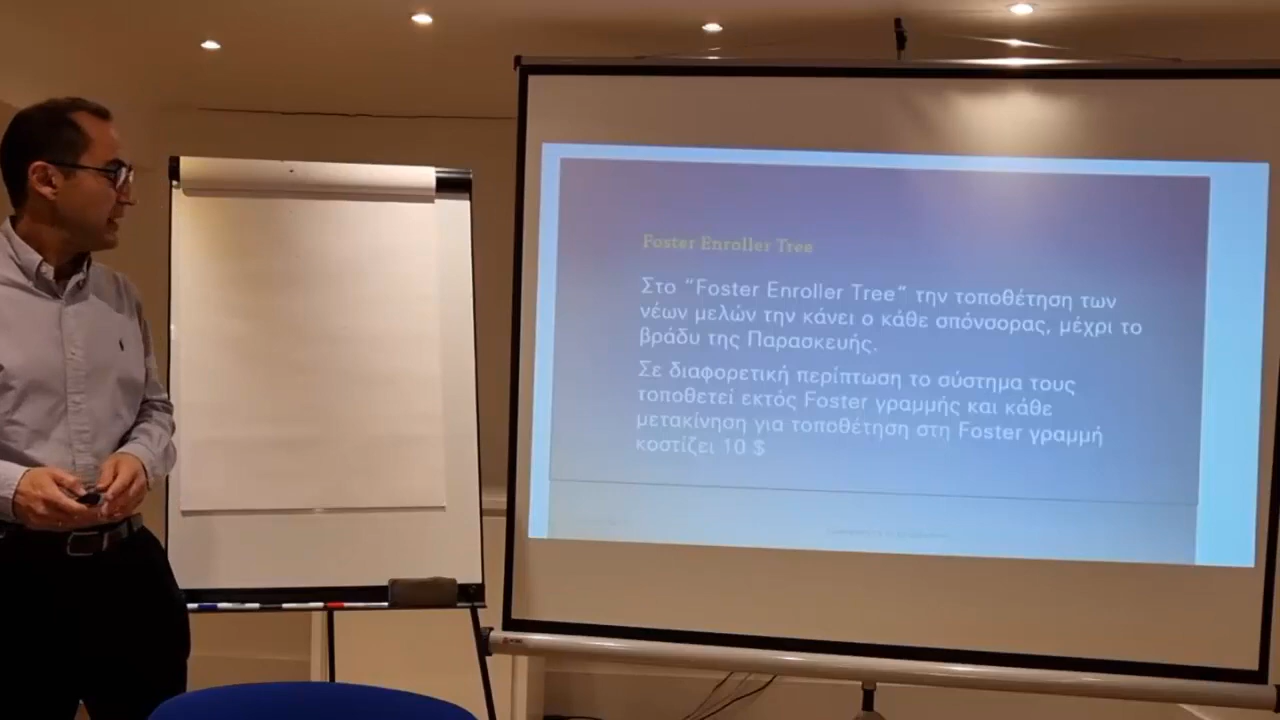 Foster Enroller Tree
Στο “Foster Enroller Tree“ την τοποθέτηση των
νέων μελών την κάνει ο κάθε σπόνσορας, μέχρι το
βράδυ της Παρασκευής.
Σε διαφορετική περίπτωση το σύστημα τους
τοποθετεί εκτός Foster γραμμής και κάθε
μετακίνηση για τοποθέτηση στη Foster γραμμή
κοστίζει 10 $